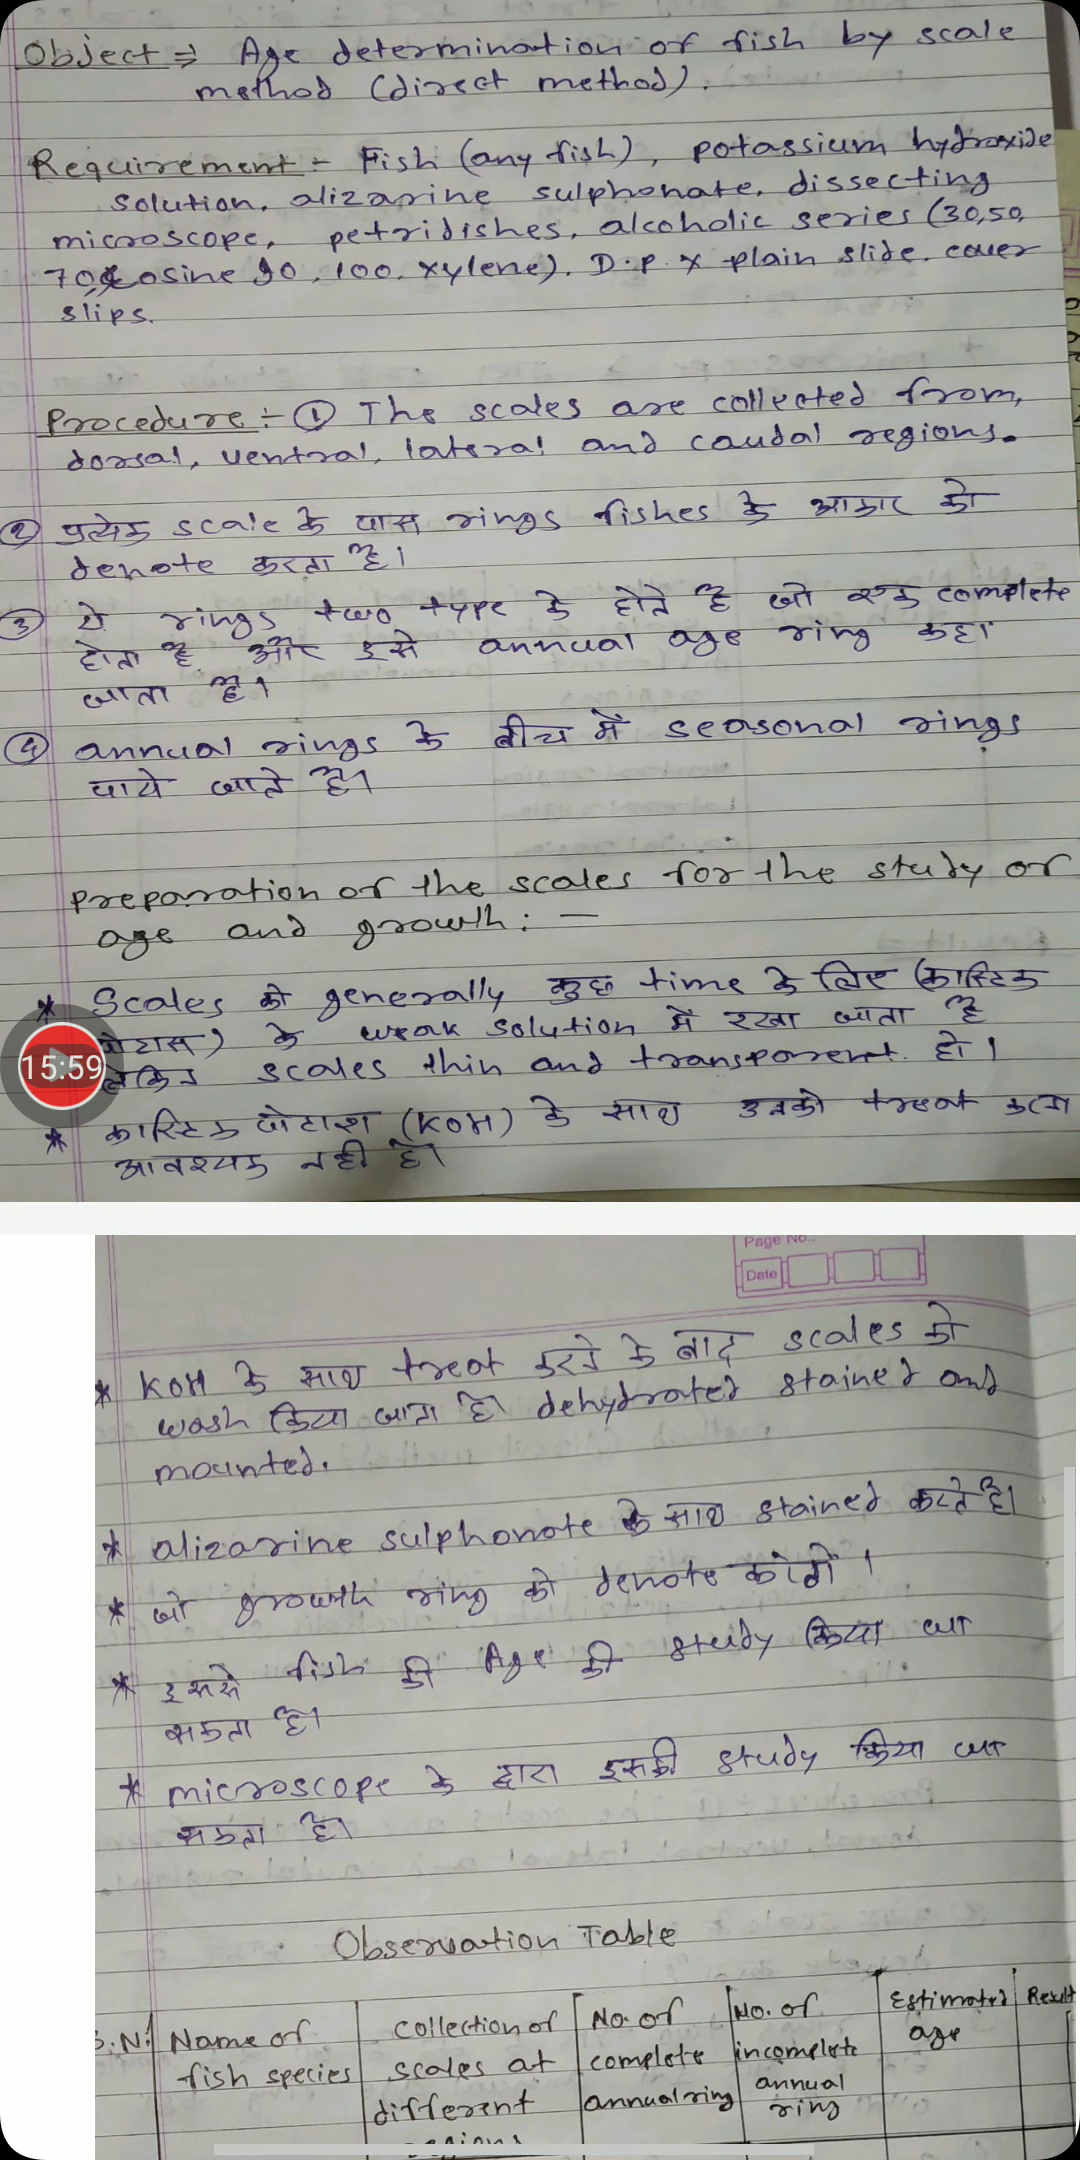 Object ⇒ Age determination of fish by scale
method (direct method).
Requirement :- Fish (any fish), potassium hydroxide
solution, alizarine sulphonate, dissecting
microscope, petridishes, alcoholic series (30,50,
70, eosine 90, 100, xylene). D.P.X plain slide, cover
slips.
Procedure :- ① The scales are collected from,
dorsal, ventral, lateral and caudal regions.
② प्रत्येक scale के पास rings fishes के आकार को
denote करता है।
③ ये rings two type के होते है जो एक complete
होता है और इसे annual age ring कहा
जाता है।
④ annual rings के बीच में seasonal rings
पाये जाते है।
preparation of the scales for the study of
age and growth : —
* Scales को generally कुछ time के लिए (कास्टिक
पोटास) के weak solution में रखा जाता है
लेकिन scales thin and transparent हो।
15:59
* कास्टिक पोटाश (KOH) के साथ उनको treat करना
आवश्यक नही है।
Page No.
Date
* KOH के साथ treat करने के बाद scales को
wash किया जाता है। dehydrated stained and
mounted.
* alizarine sulphonate के साथ stained करते है।
* जो growth ring को denote करेगी।
* इससे fish की Age की study किया जा
सकता है।
* microscope के द्वारा इसकी study किया जा
सकता है।
Observation Table
S.N. Name of fish species
collection of scales at different regions
No. of complete annual ring
No. of incomplete annual ring
Estimated age
Result